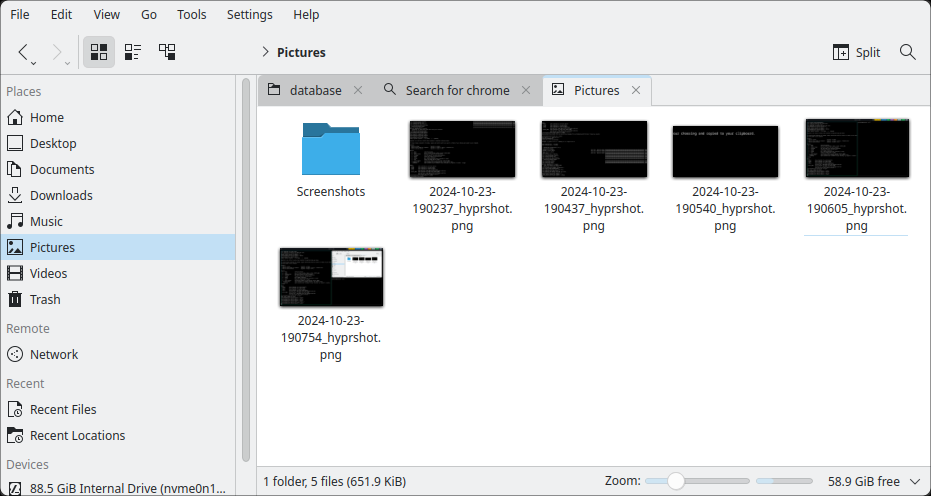 File Edit View Go Tools Settings Help
Pictures
Split
Places
Home
Desktop
Documents
Downloads
Music
Pictures
Videos
Trash
Remote
Network
Recent
Recent Files
Recent Locations
Devices
88.5 GiB Internal Drive (nvme0n1...
database
Search for chrome
Pictures
Screenshots
2024-10-23-
190237_hyprshot.
png
2024-10-23-
190437_hyprshot.
png
2024-10-23-
190540_hyprshot.
png
2024-10-23-
190605_hyprshot.
png
2024-10-23-
190754_hyprshot.
png
1 folder, 5 files (651.9 KiB)
Zoom:
58.9 GiB free